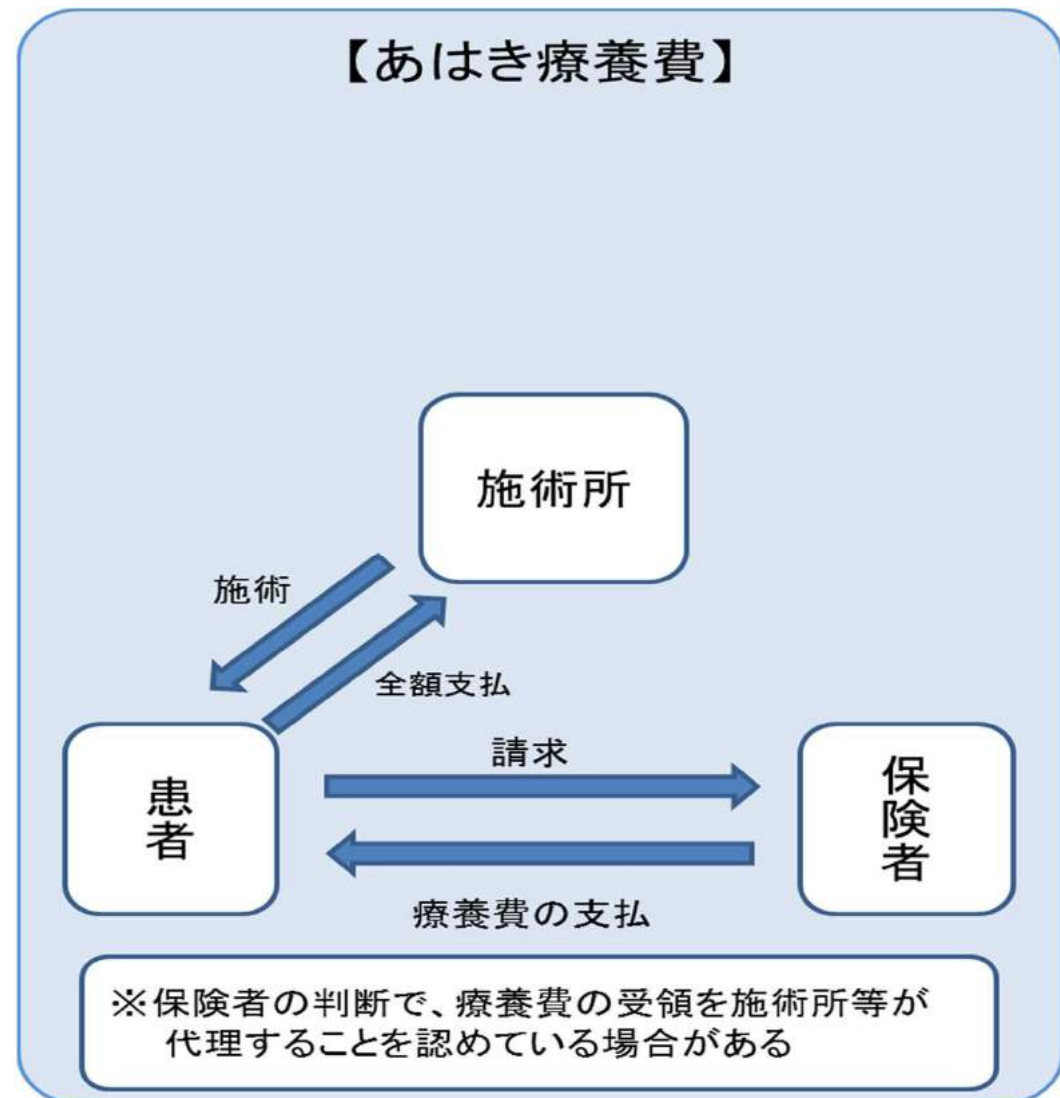 【あはき療養費】
施術所
施術
全額支払
請求
患者
保険者
療養費の支払
※保険者の判断で、療養費の受領を施術所等が
代理することを認めている場合がある